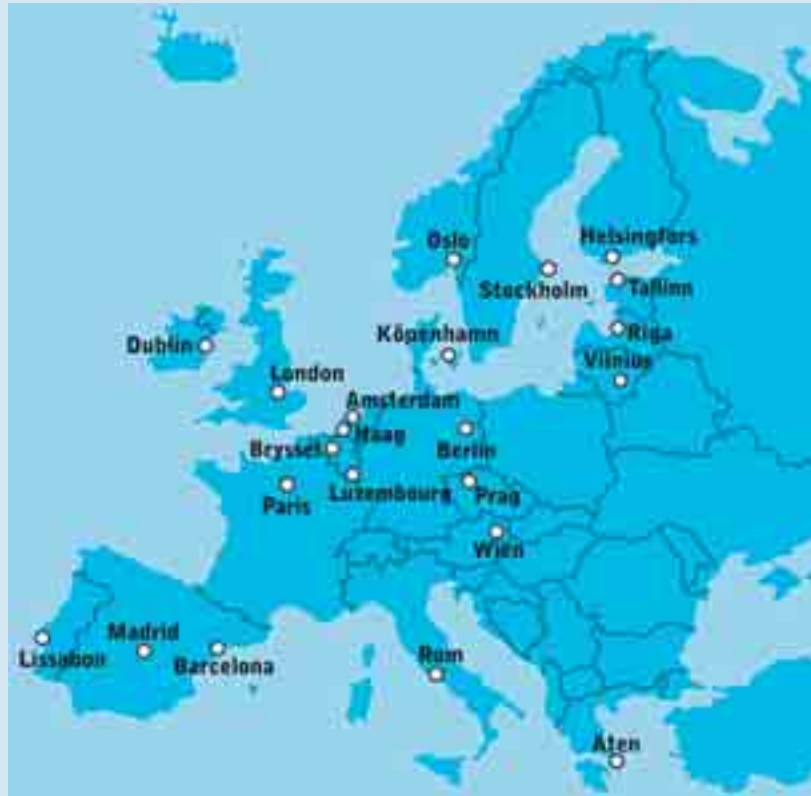 Oslo
Helsingfors
Stockholm
Tallinn
Köpenhamn
Riga
Dublin
Vilnius
London
Amsterdam
Haag
Bryssel
Berlin
Luxembourg
Prag
Paris
Wien
Madrid
Lissabon
Barcelona
Rom
Aten